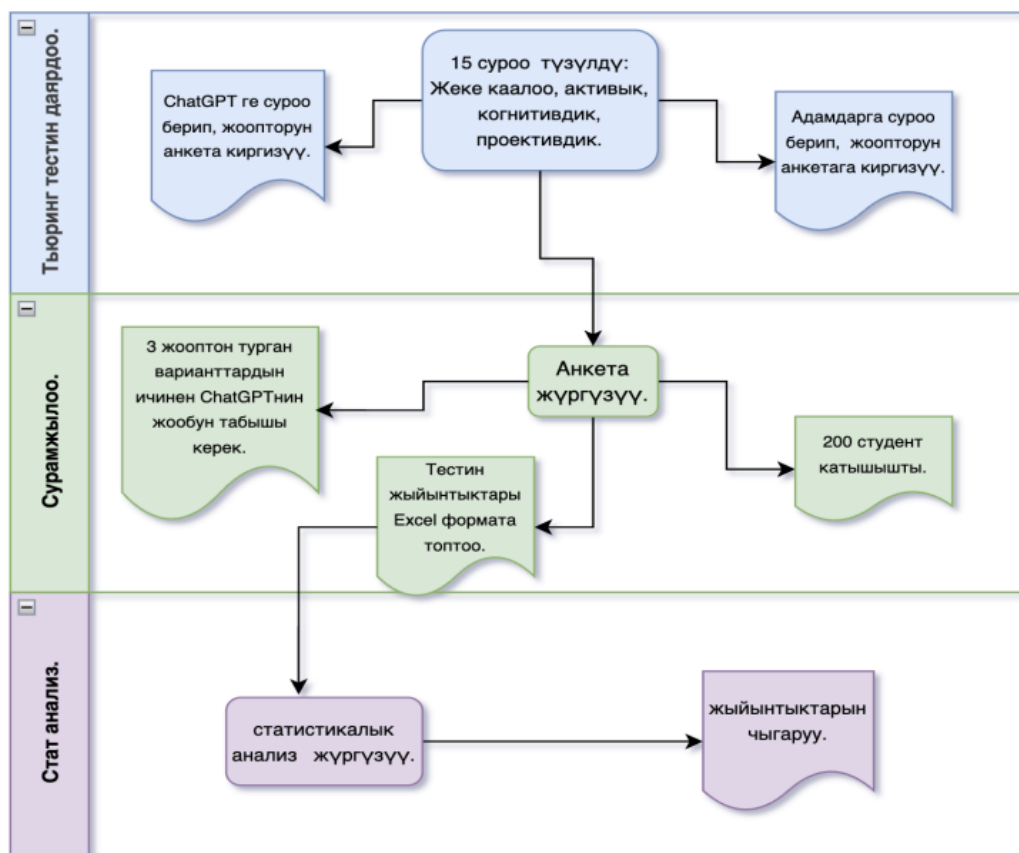 Тьюринг тестин даярдоо.
15 суроо түзүлдү:
Жеке каалоо, активык,
когнитивдик,
проективдик.
ChatGPT ге суроо
берип, жоопторун
анкета киргизүү.
Адамдарга суроо
берип, жоопторун
анкетага киргизүү.
Сурамжылоо.
3 жооптон турган
варианттардын
ичинен ChatGPTнин
жообун табышы
керек.
Анкета
жүргүзүү.
200 студент
катышышты.
Тестин
жыйынтыктары
Excel формата
топтоо.
Стат анализ.
статистикалык
анализ жүргүзүү.
жыйынтыктарын
чыгаруу.